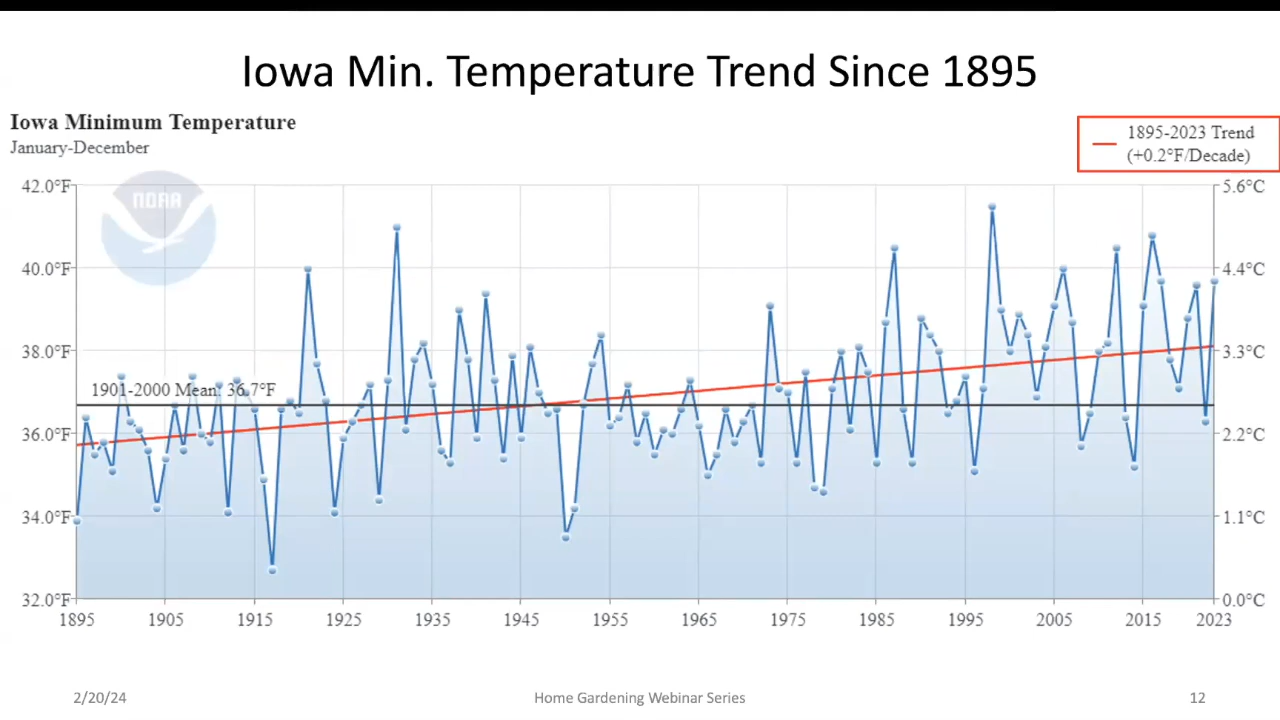 Iowa Min. Temperature Trend Since 1895
Iowa Minimum Temperature
January-December
1895-2023 Trend
(+0.2°F/Decade)
NOAA
42.0°F
5.6°C
40.0°F
4.4°C
38.0°F
3.3°C
1901-2000 Mean: 36.7°F
36.0°F
2.2°C
34.0°F
1.1°C
32.0°F
0.0°C
1895 1905 1915 1925 1935 1945 1955 1965 1975 1985 1995 2005 2015 2023
2/20/24
Home Gardening Webinar Series
12